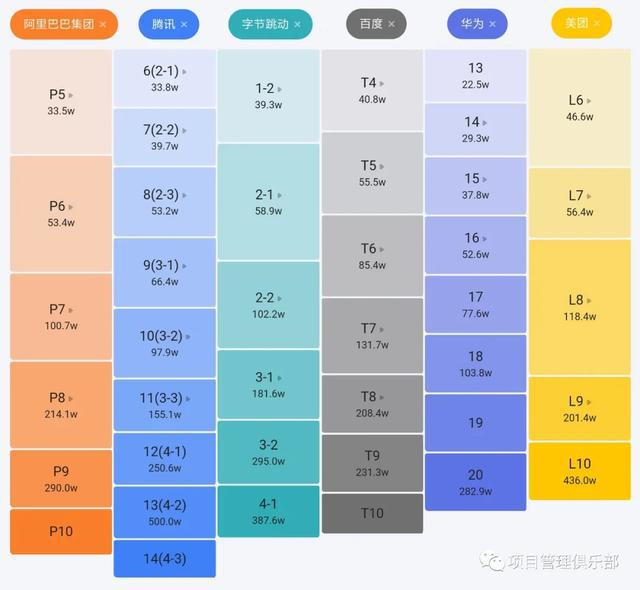 阿里巴巴集团 ×
腾讯 ×
字节跳动 ×
百度 ×
华为 ×
美团 ×
P5
33.5w
P6
53.4w
P7
100.7w
P8
214.1w
P9
290.0w
P10
6(2-1)
33.8w
7(2-2)
39.7w
8(2-3)
53.2w
9(3-1)
66.4w
10(3-2)
97.9w
11(3-3)
155.1w
12(4-1)
250.6w
13(4-2)
500.0w
14(4-3)
1-2
39.3w
2-1
58.9w
2-2
102.2w
3-1
181.6w
3-2
295.0w
4-1
387.6w
T4
40.8w
T5
55.5w
T6
85.4w
T7
131.7w
T8
208.4w
T9
231.3w
T10
13
22.5w
14
29.3w
15
37.8w
16
52.6w
17
77.6w
18
103.8w
19
20
282.9w
L6
46.6w
L7
56.4w
L8
118.4w
L9
201.4w
L10
436.0w
项目管理俱乐部